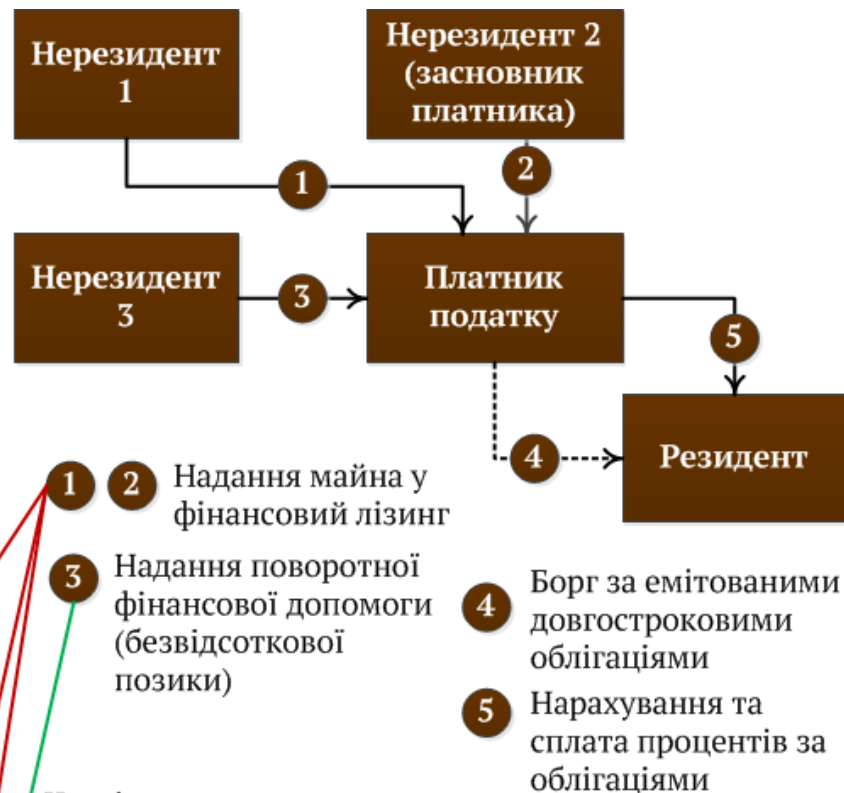 Нерезидент
1
Нерезидент 2
(засновник
платника)
1
2
Нерезидент
3
3
Платник
податку
5
4
Резидент
1 2 Надання майна у
фінансовий лізинг
3 Надання поворотної
фінансової допомоги
(безвідсоткової
позики)
4 Борг за емітованими
довгостроковими
облігаціями
5 Нарахування та
сплата процентів за
облігаціями